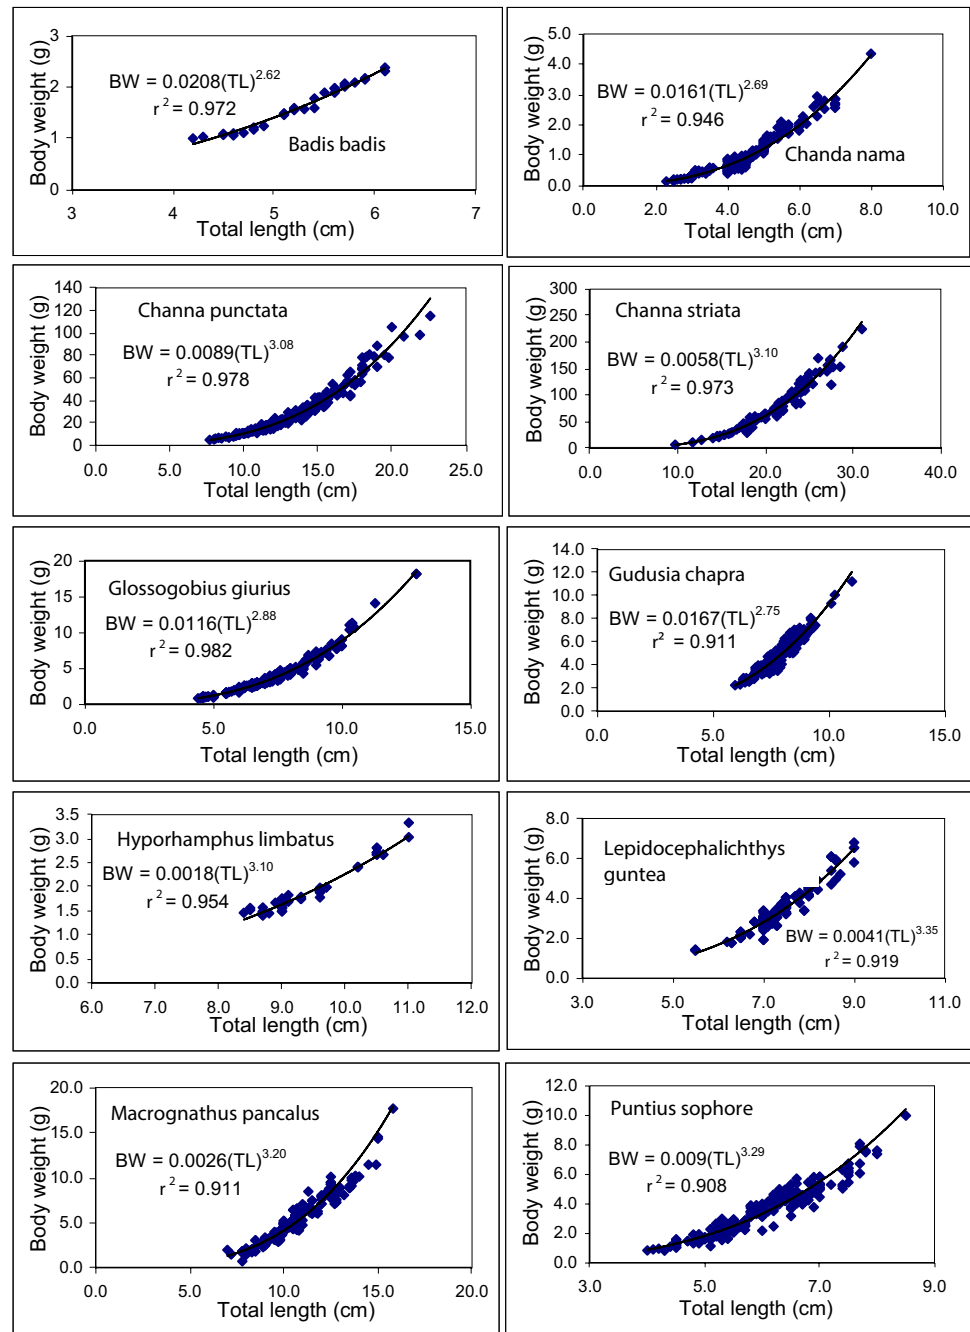 Body weight (g)
3
2
1
0
BW = 0.0208(TL)^2.62
r² = 0.972
Badis badis
3 4 5 6 7
Total length (cm)
Body weight (g)
5.0
4.0
3.0
2.0
1.0
0.0
BW = 0.0161(TL)^2.69
r² = 0.946
Chanda nama
0.0 2.0 4.0 6.0 8.0 10.0
Total length (cm)
Body weight (g)
140
120
100
80
60
40
20
0
Channa punctata
BW = 0.0089(TL)^3.08
r² = 0.978
0.0 5.0 10.0 15.0 20.0 25.0
Total length (cm)
Body weight (g)
300
250
200
150
100
50
0
Channa striata
BW = 0.0058(TL)^3.10
r² = 0.973
0.0 10.0 20.0 30.0 40.0
Total length (cm)
Body weight (g)
20
15
10
5
0
Glossogobius giurius
BW = 0.0116(TL)^2.88
r² = 0.982
0.0 5.0 10.0 15.0
Total length (cm)
Body weight (g)
14.0
12.0
10.0
8.0
6.0
4.0
2.0
0.0
Gudusia chapra
BW = 0.0167(TL)^2.75
r² = 0.911
0.0 5.0 10.0 15.0
Total length (cm)
Body weight (g)
3.5
3.0
2.5
2.0
1.5
1.0
0.5
0.0
Hyporhamphus limbatus
BW = 0.0018(TL)^3.10
r² = 0.954
6.0 7.0 8.0 9.0 10.0 11.0 12.0
Total length (cm)
Body weight (g)
8.0
6.0
4.0
2.0
0.0
Lepidocephalichthys
guntea
BW = 0.0041(TL)^3.35
r² = 0.919
3.0 5.0 7.0 9.0 11.0
Total length (cm)
Body weight (g)
20.0
15.0
10.0
5.0
0.0
Macrognathus pancalus
BW = 0.0026(TL)^3.20
r² = 0.911
0.0 5.0 10.0 15.0 20.0
Total length (cm)
Body weight (g)
12.0
10.0
8.0
6.0
4.0
2.0
0.0
Puntius sophore
BW = 0.009(TL)^3.29
r² = 0.908
3.0 5.0 7.0 9.0
Total length (cm)